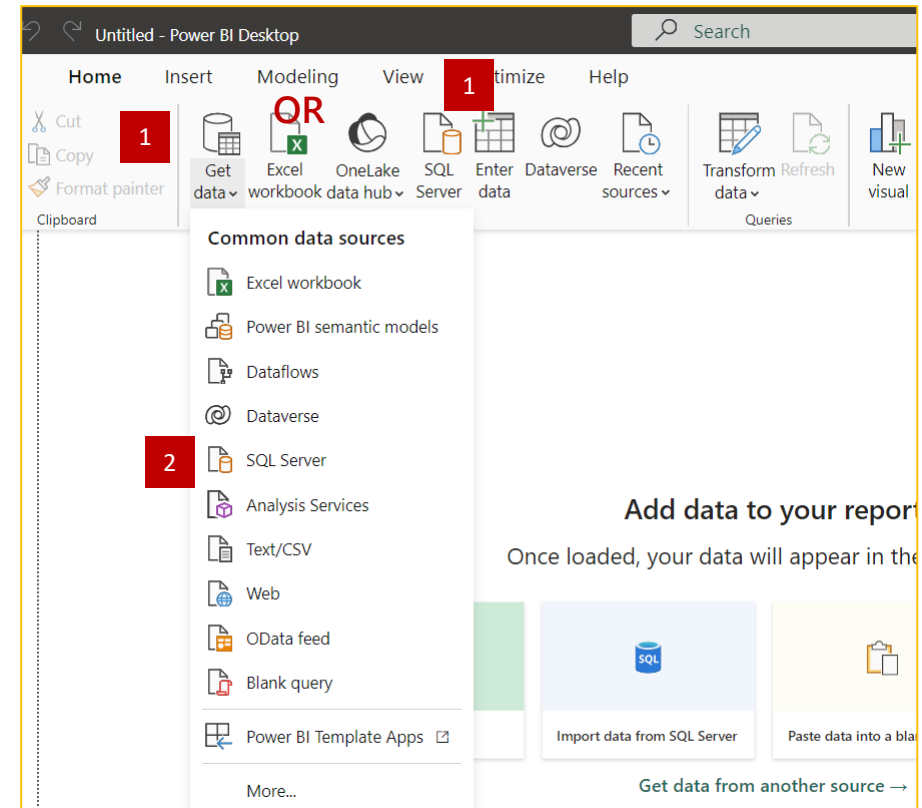 Untitled - Power BI Desktop
Search
Home Insert Modeling View 1 timize Help
OR
Cut
1
Copy
Format painter
Clipboard
Get data
Excel workbook
OneLake data hub
SQL Server
Enter data
Dataverse
Recent sources
Transform data
Refresh
Queries
New visual
Common data sources
X
Excel workbook
Power BI semantic models
Dataflows
Dataverse
2
SQL Server
Analysis Services
Text/CSV
Web
OData feed
Blank query
Power BI Template Apps
More...
Add data to your report
Once loaded, your data will appear in the
SQL
Import data from SQL Server
Paste data into a bla
Get data from another source →